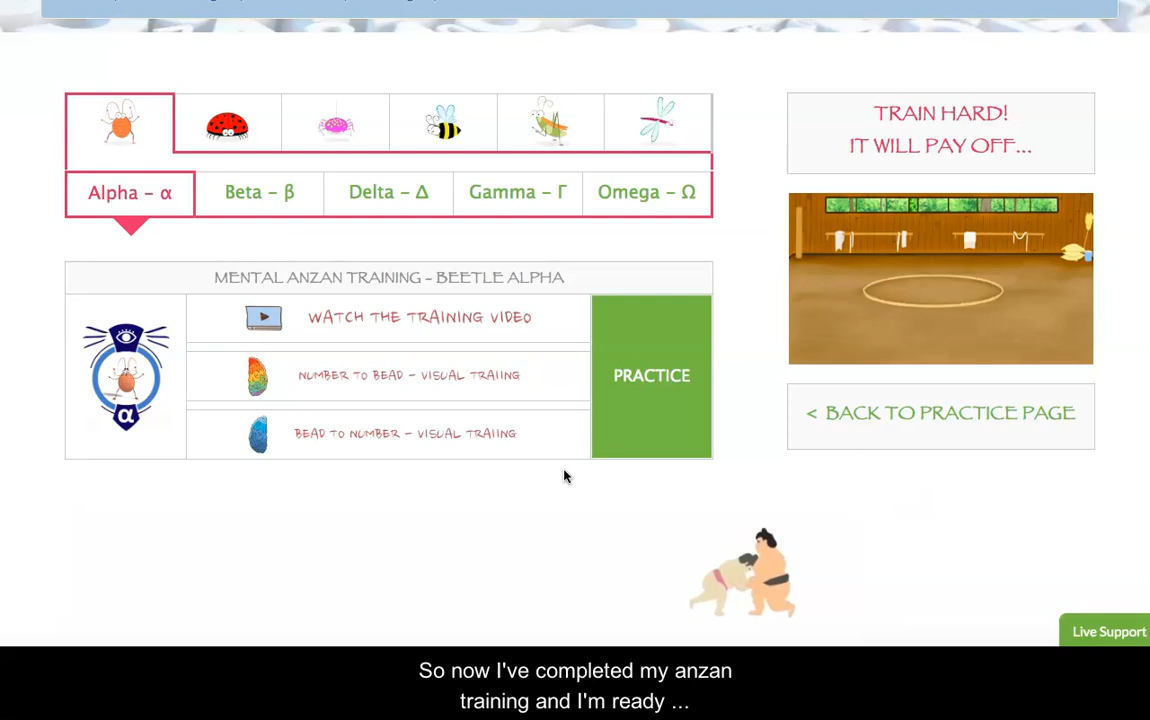 TRAIN HARD!
IT WILL PAY OFF...
Alpha - α
Beta - β
Delta - Δ
Gamma - Γ
Omega - Ω
MENTAL ANZAN TRAINING - BEETLE ALPHA
WATCH THE TRAINING VIDEO
NUMBER TO BEAD - VISUAL TRAIING
BEAD TO NUMBER - VISUAL TRAIING
PRACTICE
α
< BACK TO PRACTICE PAGE
Live Support
So now I've completed my anzan
training and I'm ready ...